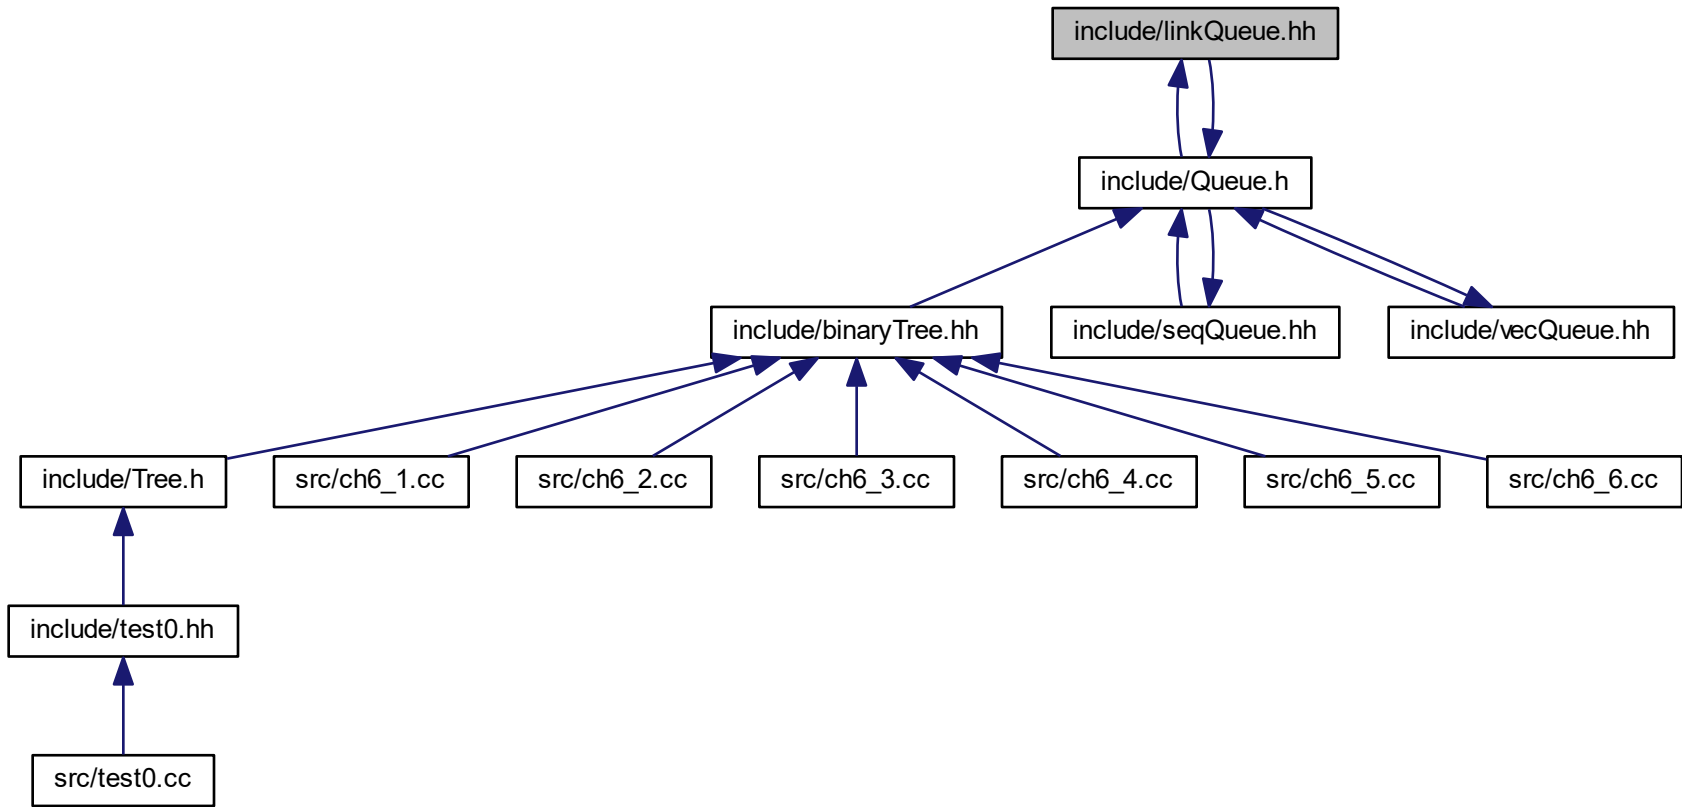 include/linkQueue.hh
include/Queue.h
include/binaryTree.hh
include/seqQueue.hh
include/vecQueue.hh
include/Tree.h
src/ch6_1.cc
src/ch6_2.cc
src/ch6_3.cc
src/ch6_4.cc
src/ch6_5.cc
src/ch6_6.cc
include/test0.hh
src/test0.cc